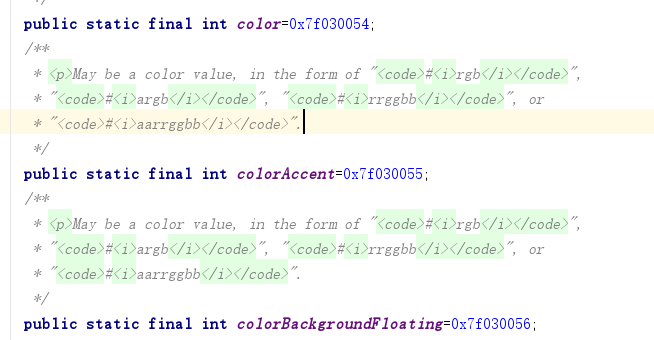 */
public static final int color=0x7f030054;
/**
* <p>May be a color value, in the form of "<code>#<i>rgb</i></code>",
* "<code>#<i>argb</i></code>", "<code>#<i>rrggbb</i></code>", or
* "<code>#<i>aarrggbb</i></code>".
*/
public static final int colorAccent=0x7f030055;
/**
* <p>May be a color value, in the form of "<code>#<i>rgb</i></code>",
* "<code>#<i>argb</i></code>", "<code>#<i>rrggbb</i></code>", or
* "<code>#<i>aarrggbb</i></code>".
*/
public static final int colorBackgroundFloating=0x7f030056;